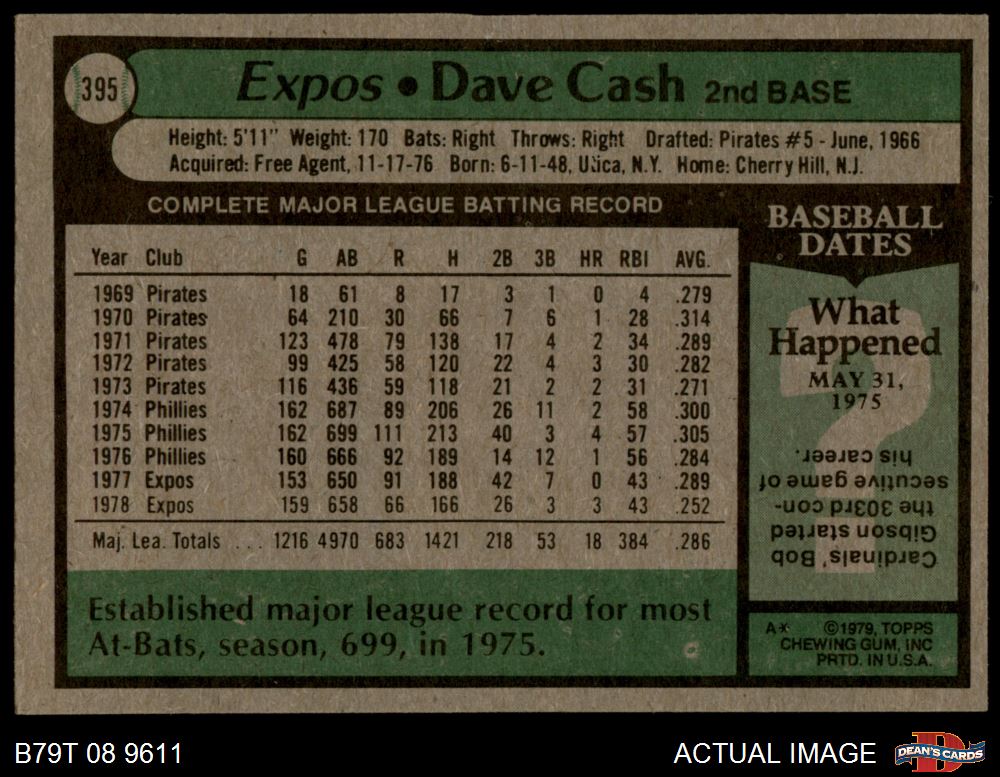 395
Expos • Dave Cash 2nd BASE
Height: 5'11" Weight: 170 Bats: Right Throws: Right Drafted: Pirates #5 - June, 1966
Acquired: Free Agent, 11-17-76 Born: 6-11-48, Utica, N.Y. Home: Cherry Hill, N.J.
COMPLETE MAJOR LEAGUE BATTING RECORD
Year Club G AB R H 2B 3B HR RBI AVG.
1969 Pirates 18 61 8 17 3 1 0 4 .279
1970 Pirates 64 210 30 66 7 6 1 28 .314
1971 Pirates 123 478 79 138 17 4 2 34 .289
1972 Pirates 99 425 58 120 22 4 3 30 .282
1973 Pirates 116 436 59 118 21 2 2 31 .271
1974 Phillies 162 687 89 206 26 11 2 58 .300
1975 Phillies 162 699 111 213 40 3 4 57 .305
1976 Phillies 160 666 92 189 14 12 1 56 .284
1977 Expos 153 650 91 188 42 7 0 43 .289
1978 Expos 159 658 66 166 26 3 3 43 .252
Maj. Lea. Totals ... 1216 4970 683 1421 218 53 18 384 .286
Established major league record for most
At-Bats, season, 699, in 1975.
BASEBALL
DATES
What
Happened
MAY 31,
1975
?
Cardinals' Bob
Gibson started
the 303rd con-
secutive game of
his career.
A* ©1979, TOPPS
CHEWING GUM, INC
PRTD. IN U.S.A.
B79T 08 9611
ACTUAL IMAGE
D
DEAN'S CARDS